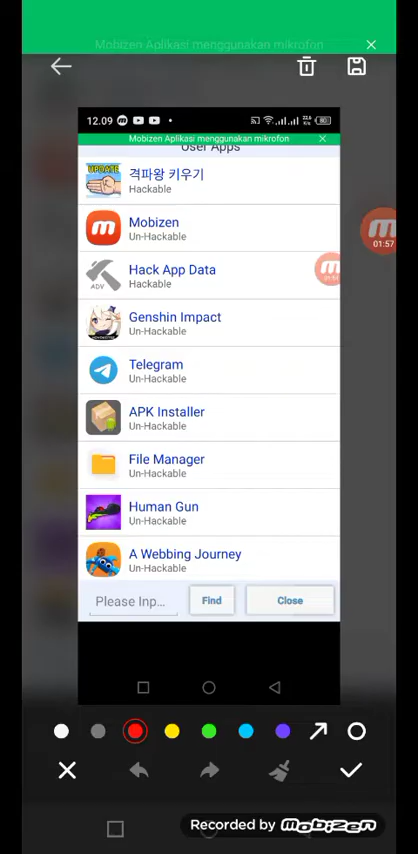 Mobizen Aplikasi menggunakan mikrofon
12.09
Mobizen Aplikasi menggunakan mikrofon
User Apps
UPDATE
격파왕 키우기
Hackable
Mobizen
Un-Hackable
01:57
Hack App Data
ADV
Hackable
Genshin Impact
Un-Hackable
Telegram
Un-Hackable
APK Installer
Un-Hackable
File Manager
Un-Hackable
Human Gun
Un-Hackable
A Webbing Journey
Un-Hackable
Please Inp...
Find
Close
Recorded by mobizen